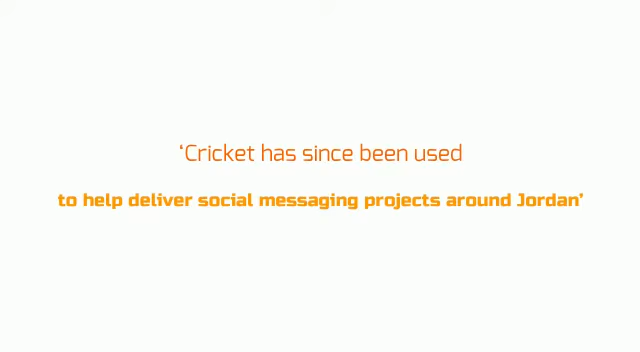 ‘Cricket has since been used
to help deliver social messaging projects around Jordan’